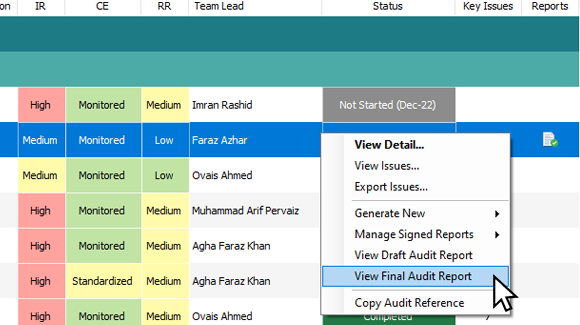 on IR CE RR Team Lead Status Key Issues Reports
High Monitored Medium Imran Rashid Not Started (Dec-22)
Medium Monitored Low Faraz Azhar
View Detail...
View Issues...
Medium Monitored Low Ovais Ahmed
Export Issues...
High Monitored Medium Muhammad Arif Pervaiz
Generate New
Manage Signed Reports
High Monitored Medium Agha Faraz Khan
View Draft Audit Report
High Standardized Medium Agha Faraz Khan
View Final Audit Report
Copy Audit Reference
High Monitored Medium Ovais Ahmed Completed 7